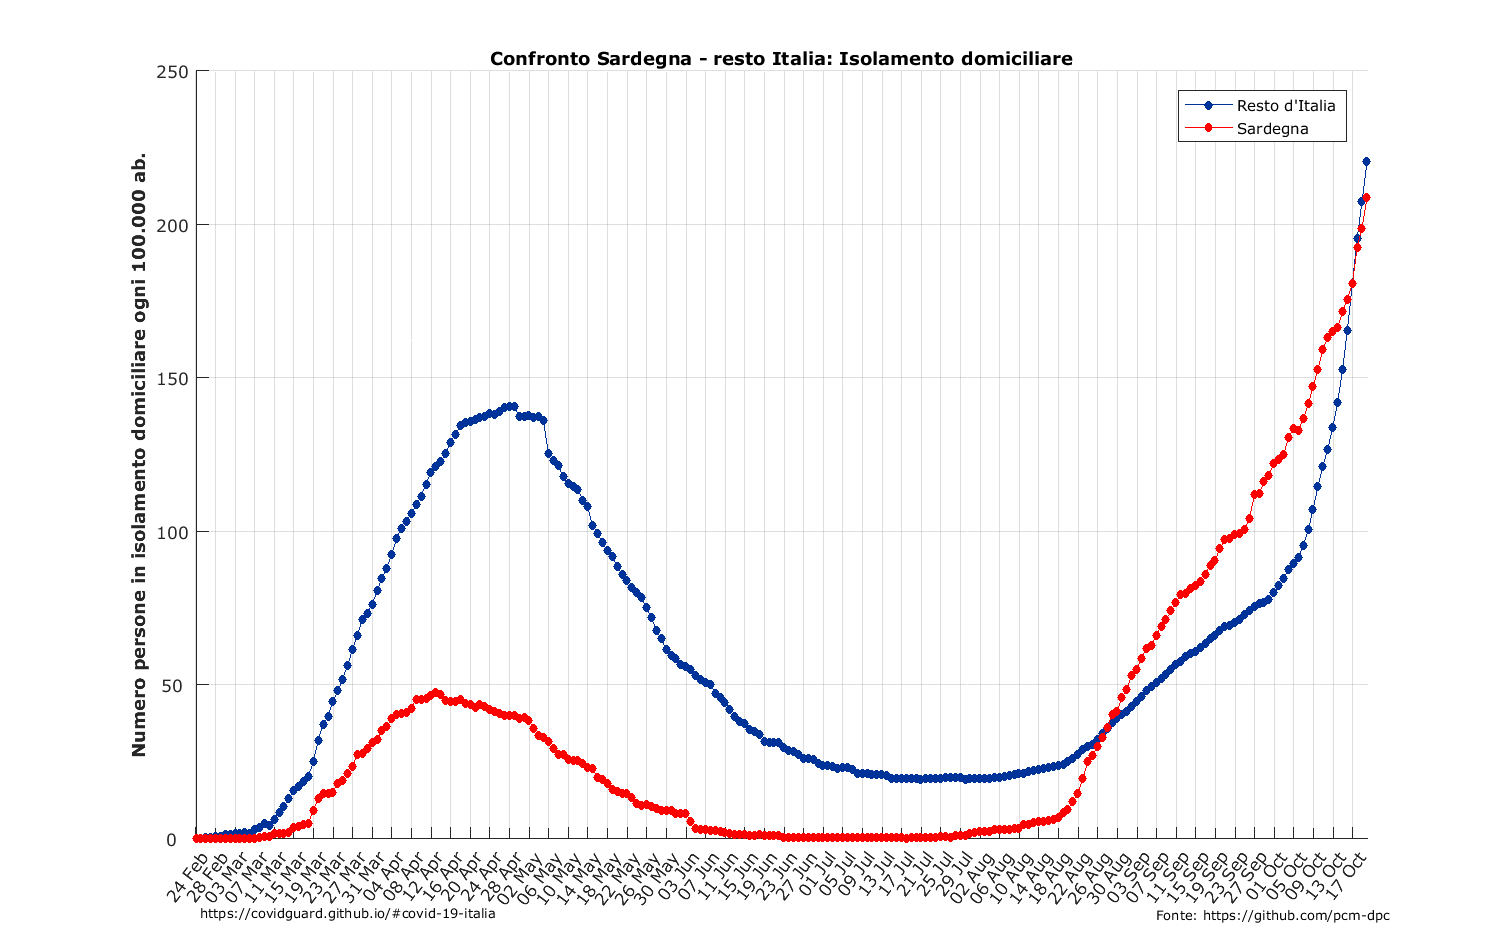 Confronto Sardegna - resto Italia: Isolamento domiciliare
Numero persone in isolamento domiciliare ogni 100.000 ab.
250
200
150
100
50
0
Resto d'Italia
Sardegna
24 Feb
28 Feb
03 Mar
07 Mar
11 Mar
15 Mar
19 Mar
23 Mar
27 Mar
31 Mar
04 Apr
08 Apr
12 Apr
16 Apr
20 Apr
24 Apr
28 Apr
02 May
06 May
10 May
14 May
18 May
22 May
26 May
30 May
03 Jun
07 Jun
11 Jun
15 Jun
19 Jun
23 Jun
27 Jun
01 Jul
05 Jul
09 Jul
13 Jul
17 Jul
21 Jul
25 Jul
29 Jul
02 Aug
06 Aug
10 Aug
14 Aug
18 Aug
22 Aug
26 Aug
30 Aug
03 Sep
07 Sep
11 Sep
15 Sep
19 Sep
23 Sep
27 Sep
01 Oct
05 Oct
09 Oct
13 Oct
17 Oct
https://covidguard.github.io/#covid-19-italia
Fonte: https://github.com/pcm-dpc